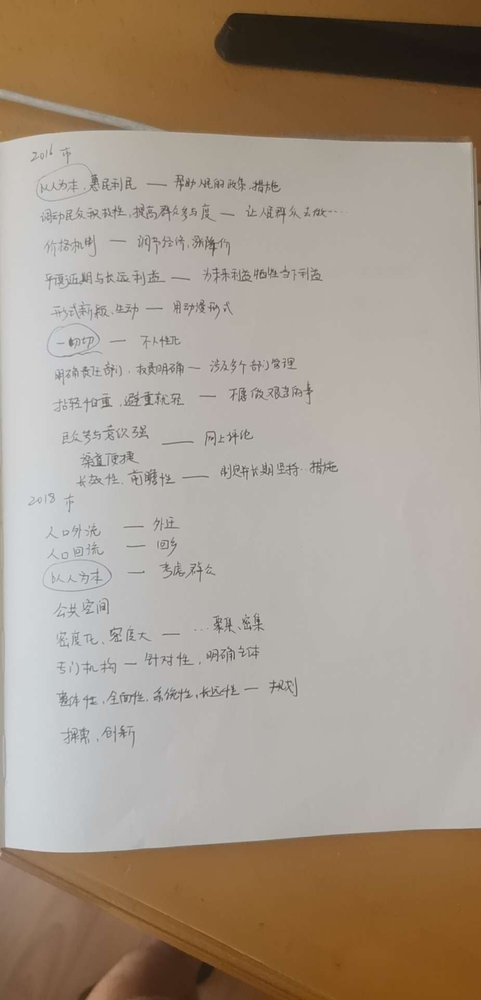 2016 市
以人为本、惠民利民 — 帮助人民的政策、措施
调动民众积极性,提高群众参与度 — 让人民群众去做……
价格机制 — 调节经济,涨降价
平顶近期与长远利益 — 为未来利益牺牲当下利益
形式新颖、生动 — 用动漫形式
一切切 — 不人性化
明确责任部门,权责明确 — 涉及多个部门管理
拈轻怕重,避重就轻 — 不愿做艰苦的事
民众参与意识强 — 网上评论
渠道便捷
长效性,前瞻性 — 制定并长期坚持…措施
2018 市
人口外流 — 外迁
人口回流 — 回乡
以人为本 — 考虑群众
公共空间
密度化、密度大 — …聚集、密集
专门机构 — 针对性,明确主体
整体性,全面性,系统性,长远性 — 规划
探索、创新